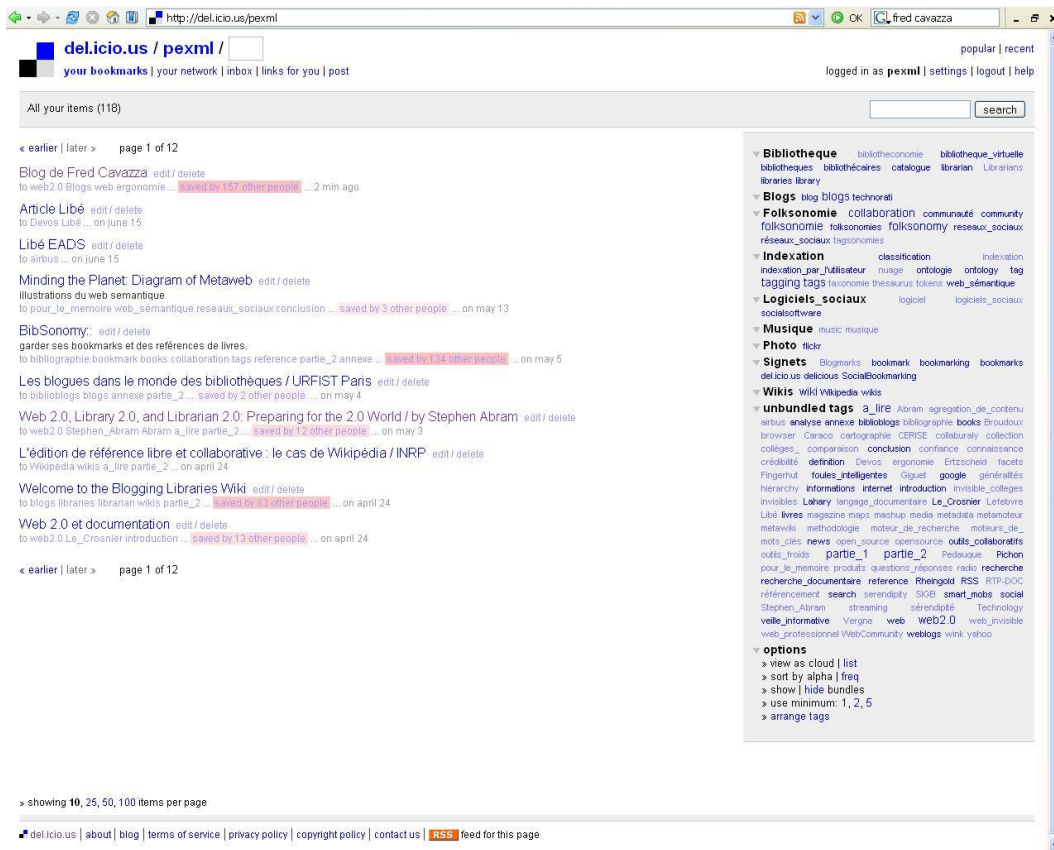 http://del.icio.us/pexml
OK
fred cavazza
del.icio.us / pexml /
popular | recent
your bookmarks | your network | inbox | links for you | post
logged in as pexml | settings | logout | help
All your items (118)
search
« earlier | later » page 1 of 12
Blog de Fred Cavazza edit / delete
to web2.0 Blogs web ergonomie ... saved by 157 other people ... 2 min ago
Article Libé edit / delete
to Devos Libé ... on june 15
Libé EADS edit / delete
to airbus ... on june 15
Minding the Planet: Diagram of Metaweb edit / delete
illustrations du web semantique
to pour_le_memoire web_sémantique reseaux_sociaux conclusion ... saved by 3 other people ... on may 13
BibSonomy:: edit / delete
garder ses bookmarks et des reférences de livres.
to bibliographie bookmark books collaboration tags reference partie_2 annexe ... saved by 134 other people ... on may 5
Les blogues dans le monde des bibliothèques / URFIST Paris edit / delete
to biblioblogs blogs annexe partie_2 ... saved by 2 other people ... on may 4
Web 2.0, Library 2.0, and Librarian 2.0: Preparing for the 2.0 World / by Stephen Abram edit / delete
to web2.0 Stephen_Abram Abram a_lire partie_2 ... saved by 12 other people ... on may 3
L'édition de référence libre et collaborative : le cas de Wikipédia / INRP edit / delete
to Wikipedia wikis a_lire partie_2 ... on april 24
Welcome to the Blogging Libraries Wiki edit / delete
to blogs libraries librarian wikis partie_2 ... saved by 83 other people ... on april 24
Web 2.0 et documentation edit / delete
to web2.0 Le_Crosnier introduction ... saved by 13 other people ... on april 24
« earlier | later » page 1 of 12
Bibliotheque bibliotheconomie bibliotheque_virtuelle
bibliotheques bibliothécaires catalogue librarian Librarians
libraries library
Blogs blog blogs technorati
Folksonomie collaboration communauté community
folksonomie folksonomies folksonomy reseaux_sociaux
réseaux_sociaux tagsonomies
Indexation classification indexation
indexation_par_l'utilisateur nuage ontologie ontology tag
tagging tags taxonomie thesaurus tokens web_sémantique
Logiciels_sociaux logiciel logiciels_sociaux
socialsoftware
Musique music musique
Photo flickr
Signets Blogmarks bookmark bookmarking bookmarks
del.icio.us delicious SocialBookmarking
Wikis wiki Wikipedia wikis
unbundled tags a_lire Abram agregation_de_contenu
airbus analyse annexe biblioblogs bibliographie books Broudoux
browser Caraco cartographie CERISE collaburaly collection
collèges_ comparaison conclusion confiance connaissance
crédibilité definition Devos ergonomie Ertzscheid facets
Fingerhut foules_intelligentes Giguet google généralités
hierarchy informations internet introduction invisible_colleges
invisibles Lahary langage_documentaire Le_Crosnier Lefebvre
Libé livres magazine maps mashup media metadata metamoteur
metawiki methodologie moteur_de_recherche moteurs_de_
mots_clés news open_source opensource outils_collaboratifs
outils_froids partie_1 partie_2 Pedauque Pichon
pour_le_memoire produits questions_réponses radio recherche
recherche_documentaire reference Rheingold RSS RTP-DOC
référencement search serendipity SIGB smart_mobs social
Stephen_Abram streaming sérendipité Technology
veille_informative Vergne web web2.0 web_invisible
web_professionnel WebCommunity weblogs wink yahoo
options
» view as cloud | list
» sort by alpha | freq
» show | hide bundles
» use minimum: 1, 2, 5
» arrange tags
» showing 10, 25, 50, 100 items per page
del.icio.us | about | blog | terms of service | privacy policy | copyright policy | contact us | RSS feed for this page